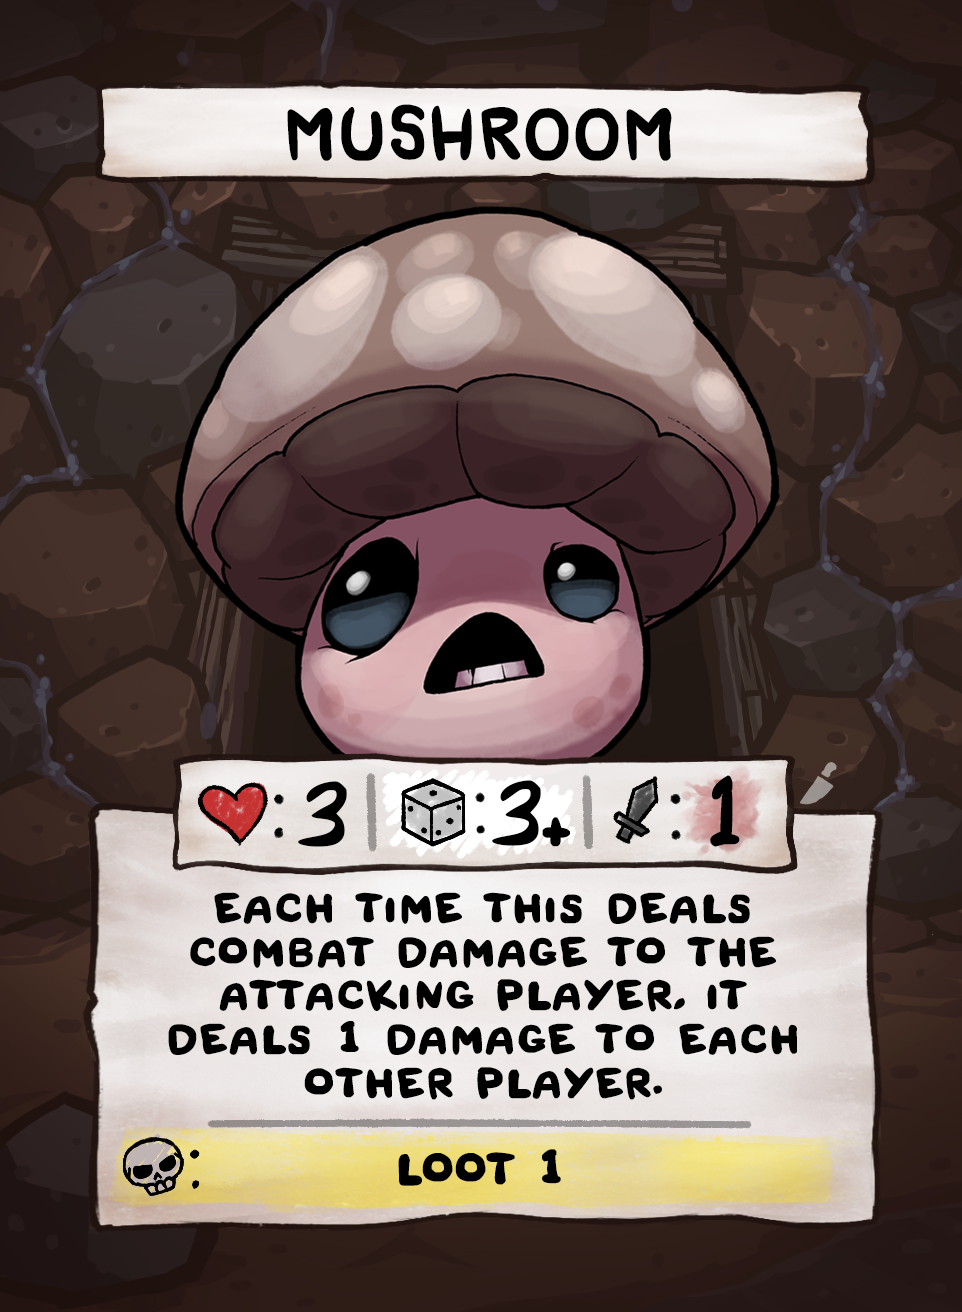 MUSHROOM
: 3 : 3+ : 1
EACH TIME THIS DEALS
COMBAT DAMAGE TO THE
ATTACKING PLAYER, IT
DEALS 1 DAMAGE TO EACH
OTHER PLAYER.
: LOOT 1